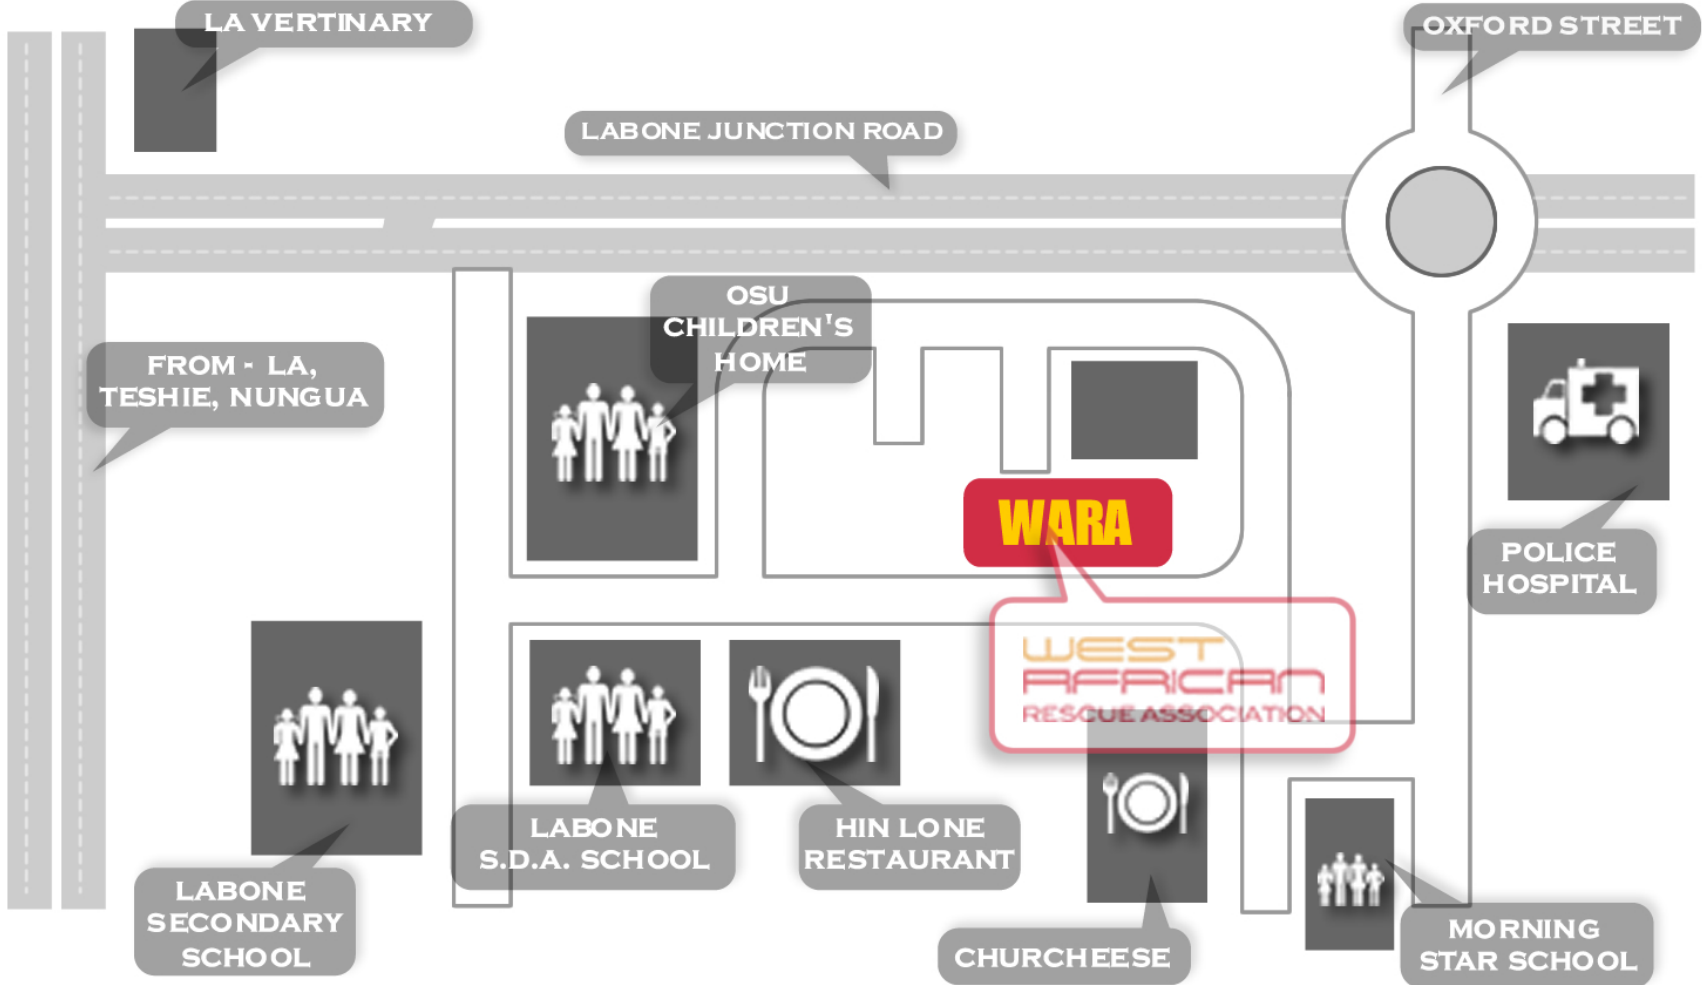 LA VERTINARY
OXFORD STREET
LABONE JUNCTION ROAD
OSU
CHILDREN'S
HOME
FROM - LA,
TESHIE, NUNGUA
WARA
POLICE
HOSPITAL
WEST
AFRICAN
RESCUE ASSOCIATION
LABONE
S.D.A. SCHOOL
HIN LONE
RESTAURANT
LABONE
SECONDARY
SCHOOL
CHURCHEESE
MORNING
STAR SCHOOL